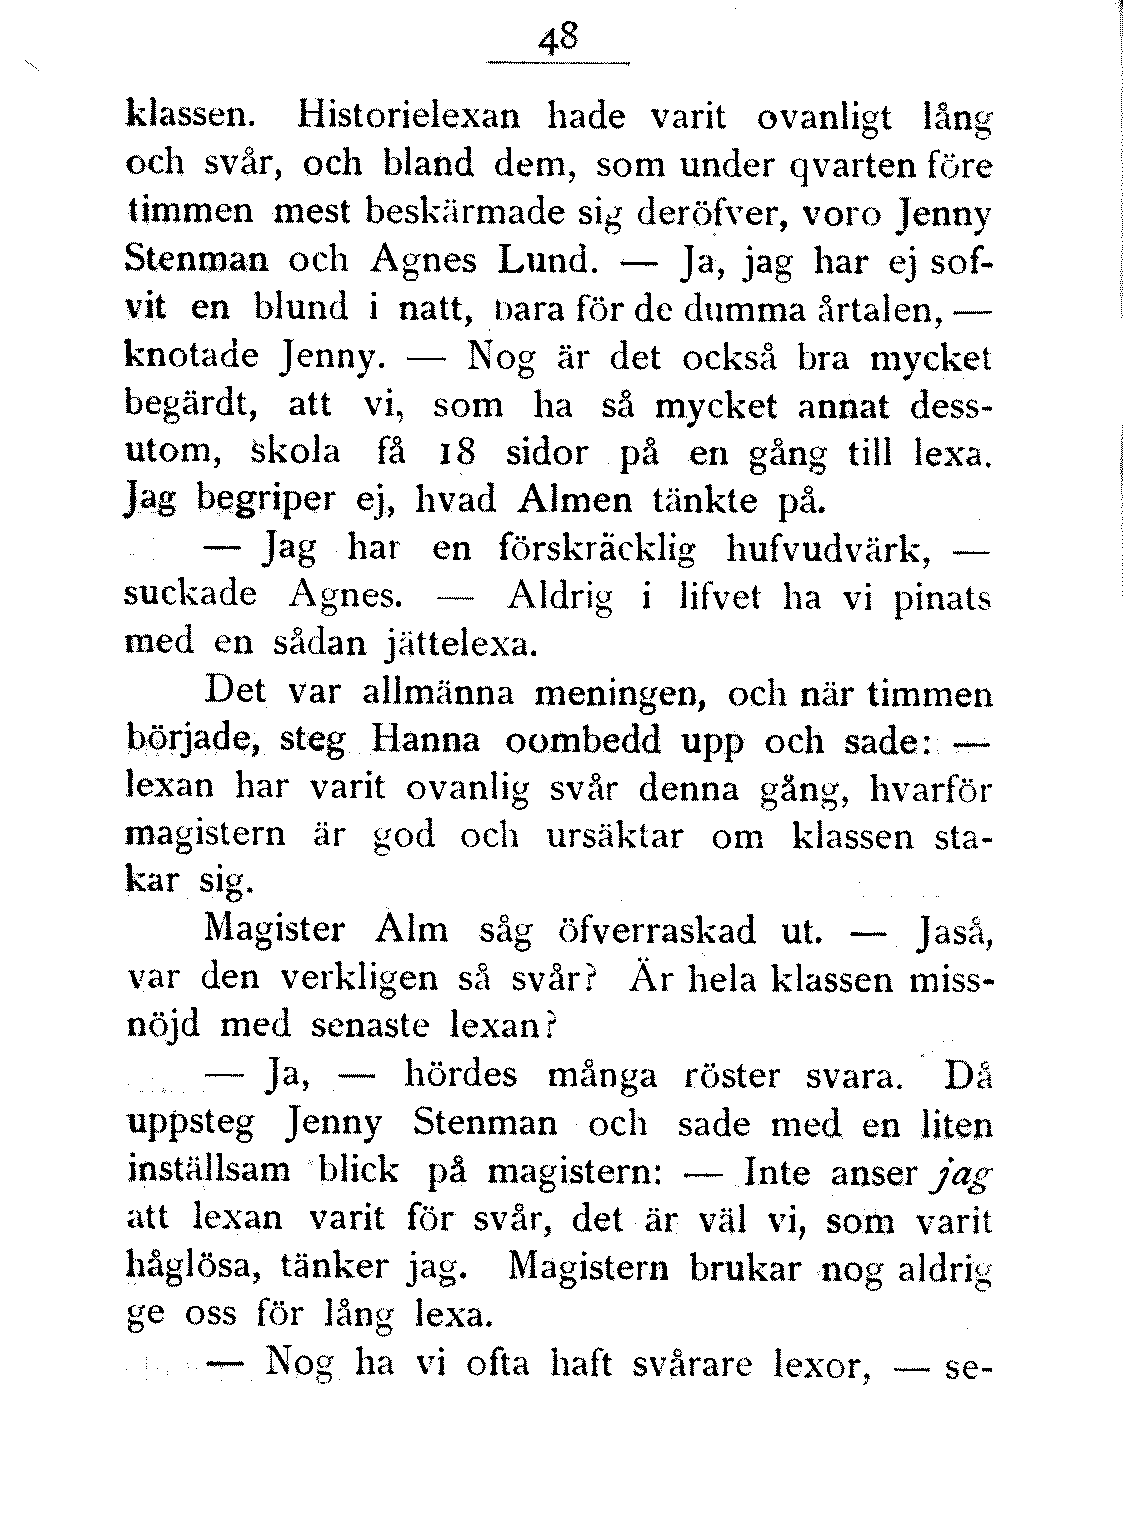 48
klassen. Historielexan hade varit ovanligt lång
och svår, och bland dem, som under qvarten före
timmen mest beskärmade sig deröfver, voro Jenny
Stenman och Agnes Lund. — Ja, jag har ej sof-
vit en blund i natt, bara för de dumma årtalen, —
knotade Jenny. — Nog är det också bra mycket
begärdt, att vi, som ha så mycket annat dess-
utom, skola få 18 sidor på en gång till lexa.
Jag begriper ej, hvad Almen tänkte på.
— Jag har en förskräcklig hufvudvärk, —
suckade Agnes. — Aldrig i lifvet ha vi pinats
med en sådan jättelexa.
Det var allmänna meningen, och när timmen
började, steg Hanna oombedd upp och sade: —
lexan har varit ovanlig svår denna gång, hvarför
magistern är god och ursäktar om klassen sta-
kar sig.
Magister Alm såg öfverraskad ut. — Jaså,
var den verkligen så svår? Är hela klassen miss-
nöjd med senaste lexan?
— Ja, — hördes många röster svara. Då
uppsteg Jenny Stenman och sade med en liten
inställsam blick på magistern: — Inte anser jag
att lexan varit för svår, det är väl vi, som varit
håglösa, tänker jag. Magistern brukar nog aldrig
ge oss för lång lexa.
— Nog ha vi ofta haft svårare lexor, — se-